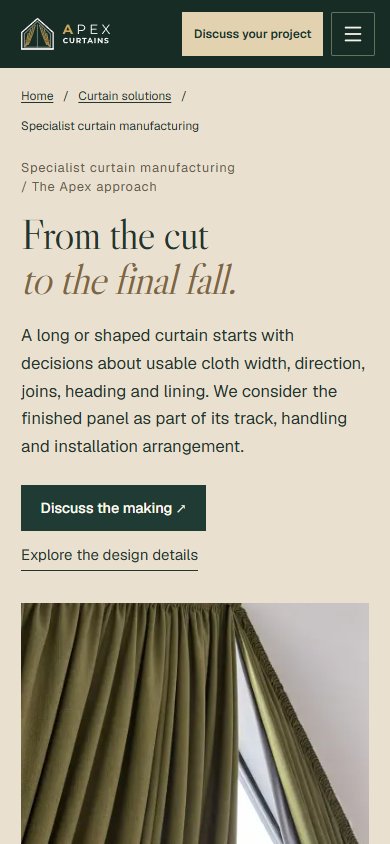 APEX
CURTAINS
Discuss your project
Home / Curtain solutions /
Specialist curtain manufacturing
Specialist curtain manufacturing
/ The Apex approach
From the cut
to the final fall.
A long or shaped curtain starts with
decisions about usable cloth width, direction,
joins, heading and lining. We consider the
finished panel as part of its track, handling
and installation arrangement.
Discuss the making ↗
Explore the design details